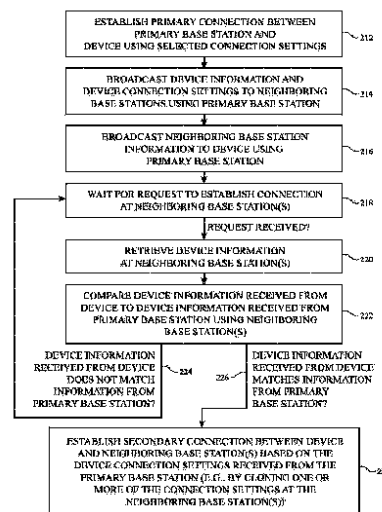 ESTABLISH PRIMARY CONNECTION BETWEEN
PRIMARY BASE STATION AND
DEVICE USING SELECTED CONNECTION SETTINGS
212
BROADCAST DEVICE INFORMATION AND
DEVICE CONNECTION SETTINGS TO NEIGHBORING
BASE STATIONS USING PRIMARY BASE STATION
214
BROADCAST NEIGHBORING BASE STATION
INFORMATION TO DEVICE USING
PRIMARY BASE STATION
216
WAIT FOR REQUEST TO ESTABLISH CONNECTION
AT NEIGHBORING BASE STATION(S)
218
REQUEST RECEIVED?
RETRIEVE DEVICE INFORMATION
AT NEIGHBORING BASE STATION(S)
220
COMPARE DEVICE INFORMATION RECEIVED FROM
DEVICE TO DEVICE INFORMATION RECEIVED FROM
PRIMARY BASE STATION USING NEIGHBORING
BASE STATION(S)
222
DEVICE INFORMATION
RECEIVED FROM DEVICE
DOES NOT MATCH
INFORMATION FROM
PRIMARY BASE STATION?
224
226
DEVICE INFORMATION
RECEIVED FROM DEVICE
MATCHES INFORMATION
FROM PRIMARY
BASE STATION?
ESTABLISH SECONDARY CONNECTION BETWEEN DEVICE
AND NEIGHBORING BASE STATION(S) BASED ON THE
DEVICE CONNECTION SETTINGS RECEIVED FROM THE
PRIMARY BASE STATION (E.G., BY CLONING ONE OR
MORE OF THE CONNECTION SETTINGS AT THE
NEIGHBORING BASE STATION(S))